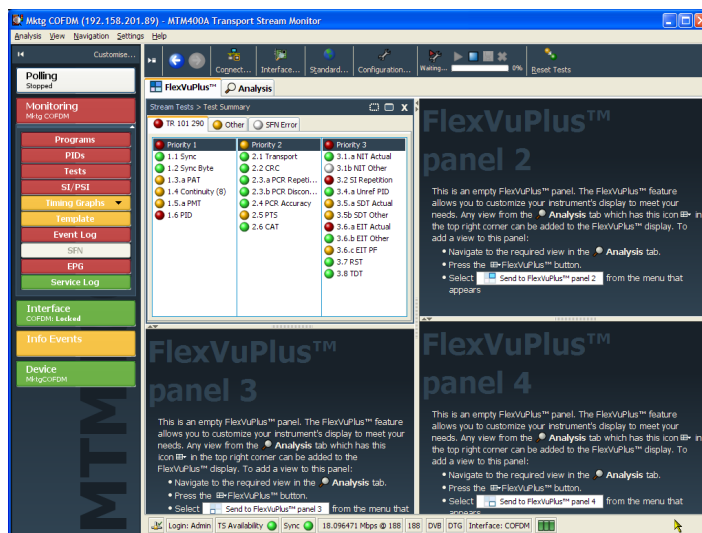 Mktg COFDM (192.158.201.89) - MTM400A Transport Stream Monitor
Analysis View Navigation Settings Help
Customise...
Connect... Interface... Standard... Configuration... Waiting... 0% Reset Tests
Polling
Stopped
Monitoring
Mktg COFDM
Programs
PIDs
Tests
SI/PSI
Timing Graphs
Template
Event Log
SFN
EPG
Service Log
Interface
COFDM: Locked
Info Events
Device
MktgCOFDM
MTM
FlexVuPlus™ Analysis
Stream Tests > Test Summary
TR 101 290 Other SFN Error
Priority 1
1.1 Sync
1.2 Sync Byte
1.3.a PAT
1.4 Continuity (8)
1.5.a PMT
1.6 PID
Priority 2
2.1 Transport
2.2 CRC
2.3.a PCR Repeti...
2.3.b PCR Discon...
2.4 PCR Accuracy
2.5 PTS
2.6 CAT
Priority 3
3.1.a NIT Actual
3.1b NIT Other
3.2 SI Repetition
3.4.a Unref PID
3.5.a SDT Actual
3.5b SDT Other
3.6.a EIT Actual
3.6.b EIT Other
3.6.c EIT PF
3.7 RST
3.8 TDT
FlexVuPlus™
panel 2
This is an empty FlexVuPlus™ panel. The FlexVuPlus™ feature
allows you to customize your instrument's display to meet your
needs. Any view from the Analysis tab which has this icon in
the top right corner can be added to the FlexVuPlus™ display. To
add a view to this panel:
• Navigate to the required view in the Analysis tab.
• Press the FlexVuPlus™ button.
• Select Send to FlexVuPlus™ panel 2 from the menu that
appears
FlexVuPlus™
panel 3
This is an empty FlexVuPlus™ panel. The FlexVuPlus™ feature
allows you to customize your instrument's display to meet your
needs. Any view from the Analysis tab which has this
icon in the top right corner can be added to the
FlexVuPlus™ display. To add a view to this panel:
• Navigate to the required view in the Analysis tab.
• Press the FlexVuPlus™ button.
• Select Send to FlexVuPlus™ panel 3 from the menu that
FlexVuPlus™
panel 4
This is an empty FlexVuPlus™ panel. The FlexVuPlus™ feature
allows you to customize your instrument's display to meet your
needs. Any view from the Analysis tab which has this icon in
the top right corner can be added to the FlexVuPlus™ display. To
add a view to this panel:
• Navigate to the required view in the Analysis tab.
• Press the FlexVuPlus™ button.
• Select Send to FlexVuPlus™ panel 4 from the menu that
appears
Login: Admin TS Availability Sync 18.096471 Mbps @ 188 188 DVB DTG Interface: COFDM